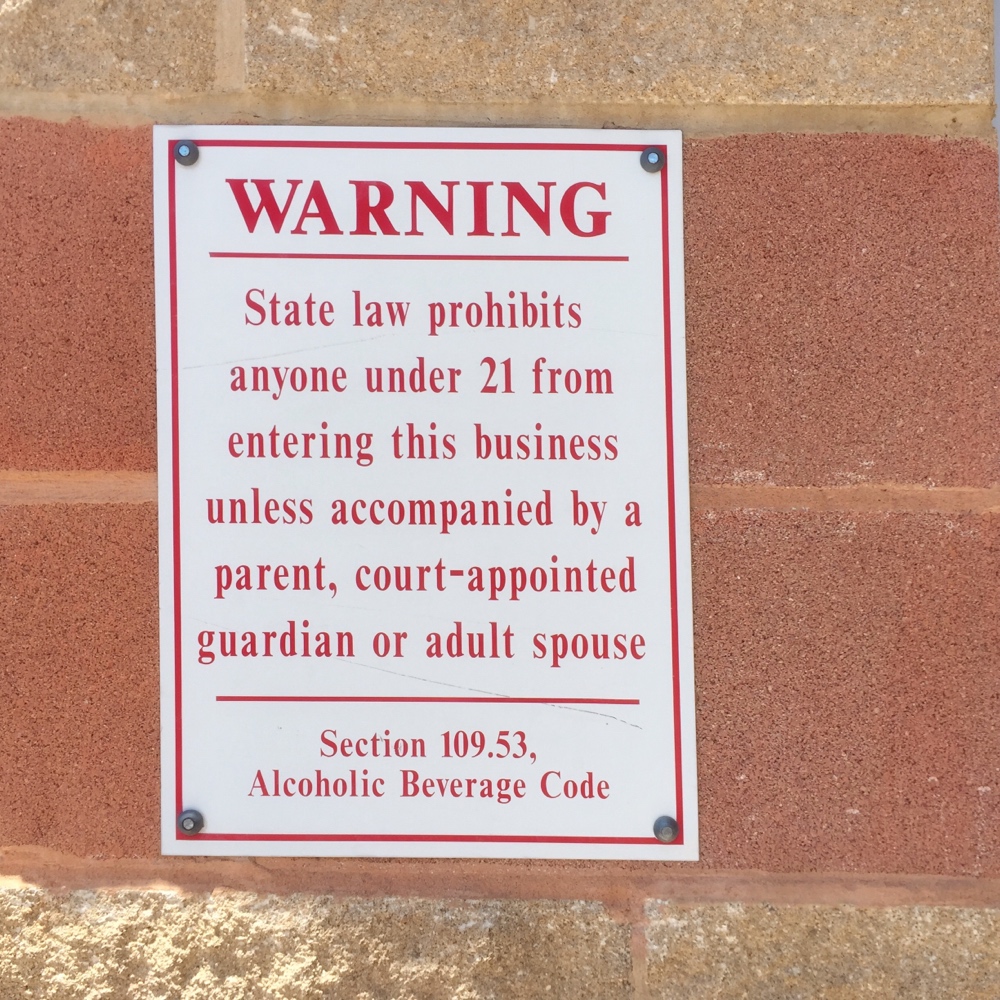 WARNING
State law prohibits
anyone under 21 from
entering this business
unless accompanied by a
parent, court-appointed
guardian or adult spouse
Section 109.53,
Alcoholic Beverage Code